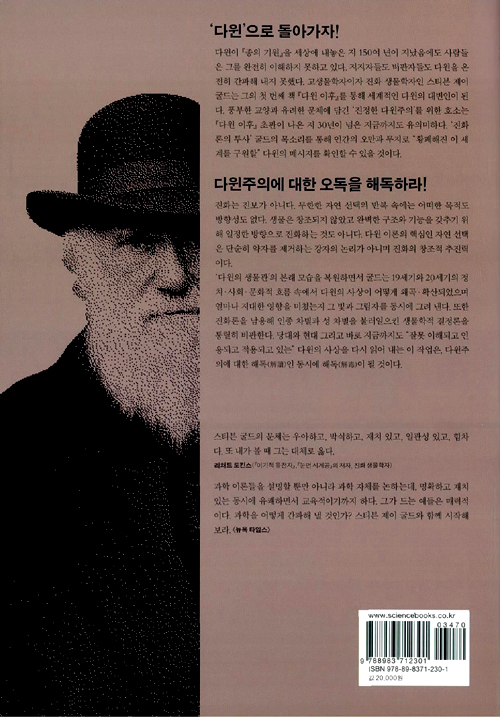 '다윈'으로 돌아가자!
다윈이 『종의 기원』을 세상에 내놓은 지 150여 년이 지났음에도 사람들
은 그를 완전히 이해하지 못하고 있다. 지지자들도 비판자들도 다윈을 온
전히 간파해 내지 못했다. 고생물학자이자 진화 생물학자인 스티븐 제이
굴드는 그의 첫 번째 책 『다윈 이후』를 통해 세계적인 다윈의 대변인이 된
다. 풍부한 교양과 유려한 문체에 담긴 '진정한 다윈주의'를 위한 호소는
『다윈 이후』 초판이 나온 지 30년이 넘은 지금까지도 유의미하다. '진화
론의 투사' 굴드의 목소리를 통해 인간의 오만과 무지로 "황폐해진 이 세
계를 구원할" 다윈의 메시지를 확인할 수 있을 것이다.
다윈주의에 대한 오독을 해독하라!
진화는 진보가 아니다. 무한한 자연 선택의 반복 속에는 어떠한 목적도
방향성도 없다. 생물은 창조되지 않았고 완벽한 구조와 기능을 갖추기 위
해 일정한 방향으로 진화하는 것도 아니다. 다윈 이론의 핵심인 자연 선택
은 단순히 약자를 제거하는 강자의 논리가 아니며 진화의 창조적 추진력
이다.
'다윈의 생물관'의 본래 모습을 복원하면서 굴드는 19세기와 20세기의 정
치·사회·문화적 흐름 속에서 다윈의 사상이 어떻게 왜곡·확산되었으며
얼마나 지대한 영향을 미쳤는지 그 빛과 그림자를 동시에 그려 낸다. 또한
진화론을 남용해 인종 차별과 성 차별을 불러일으킨 생물학적 결정론을
통렬히 비판한다. 당대와 현대 그리고 바로 지금까지도 "잘못 이해되고 인
용되고 적용되고 있는" 다윈의 사상을 다시 읽어 내는 이 작업은, 다윈주
의에 대한 해독(解讀)인 동시에 해독(解毒)이 될 것이다.
스티븐 굴드의 문체는 우아하고, 박식하고, 재치 있고, 일관성 있고, 힘차
다. 또 내가 볼 때 그는 대체로 옳다.
리처드 도킨스(『이기적 유전자』, 『눈먼 시계공』의 저자, 진화 생물학자)
과학 이론들을 설명할 뿐만 아니라 과학 자체를 논하는데, 명확하고 재치
있는 동시에 유쾌하면서 교육적이기까지 하다. 그가 드는 예들은 매력적
이다. 과학을 어떻게 간파해 낼 것인가? 스티븐 제이 굴드와 함께 시작해
보라. 《뉴욕 타임스》
www.sciencebooks.co.kr
03470
9 788983 712301
ISBN 978-89-8371-230-1
값 20,000원